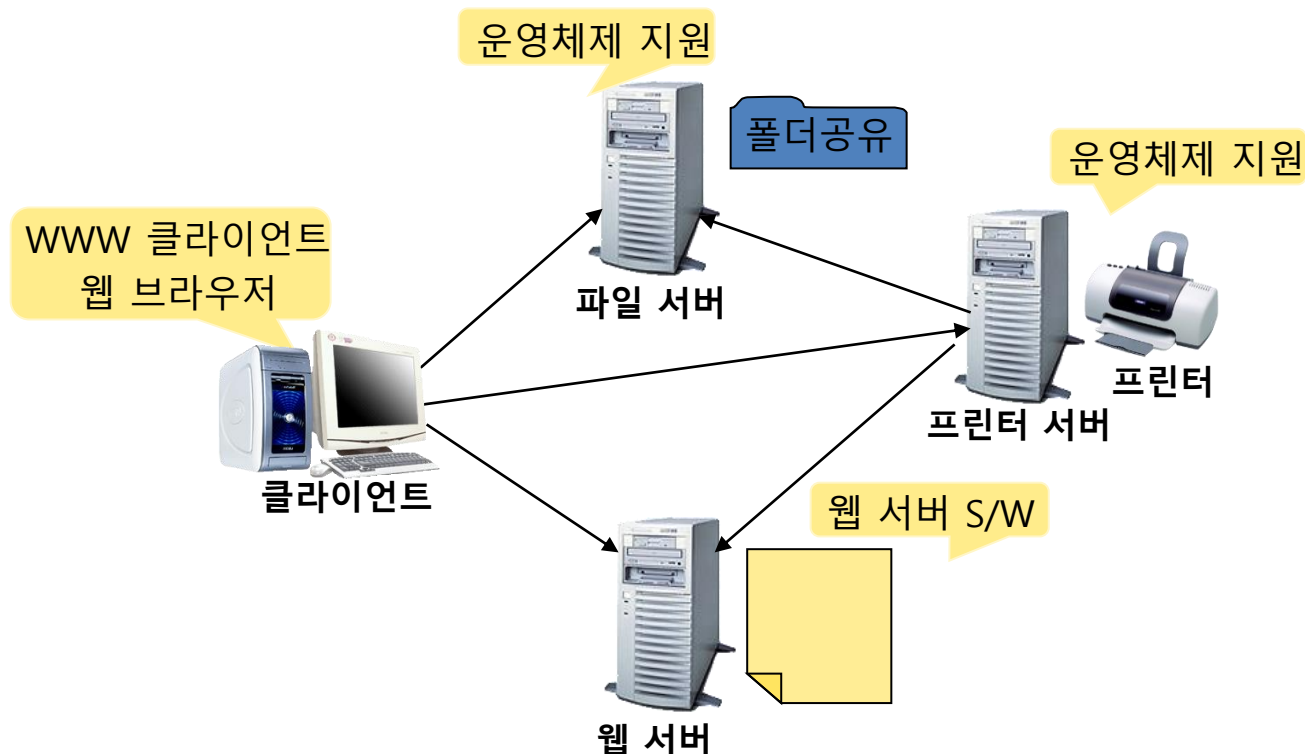 운영체제 지원
폴더공유
운영체제 지원
WWW 클라이언트
웹 브라우저
파일 서버
프린터
프린터 서버
클라이언트
웹 서버 S/W
웹 서버